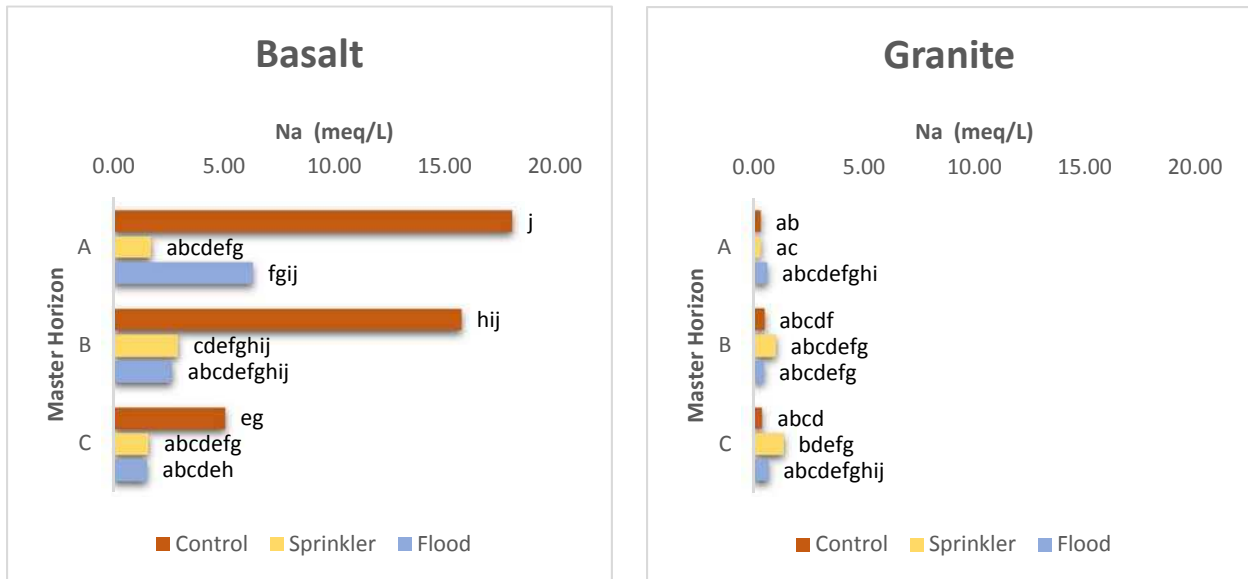 Basalt
Na (meq/L)
0.00 5.00 10.00 15.00 20.00
Master Horizon
A
j
abcdefg
fgij
B
hij
cdefghij
abcdefghij
C
eg
abcdefg
abcdeh
Control Sprinkler Flood
Granite
Na (meq/L)
0.00 5.00 10.00 15.00 20.00
Master Horizon
A
ab
ac
abcdefghi
B
abcdf
abcdefg
abcdefg
C
abcd
bdefg
abcdefghij
Control Sprinkler Flood